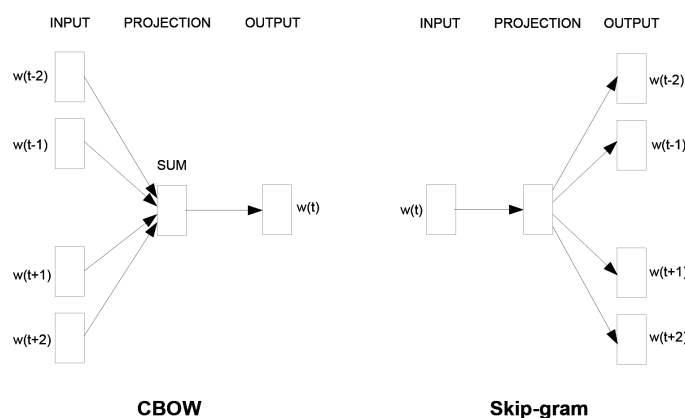 INPUT PROJECTION OUTPUT
w(t-2)
w(t-1)
SUM
w(t)
w(t+1)
w(t+2)
CBOW
INPUT PROJECTION OUTPUT
w(t-2)
w(t-1)
w(t)
w(t+1)
w(t+2)
Skip-gram